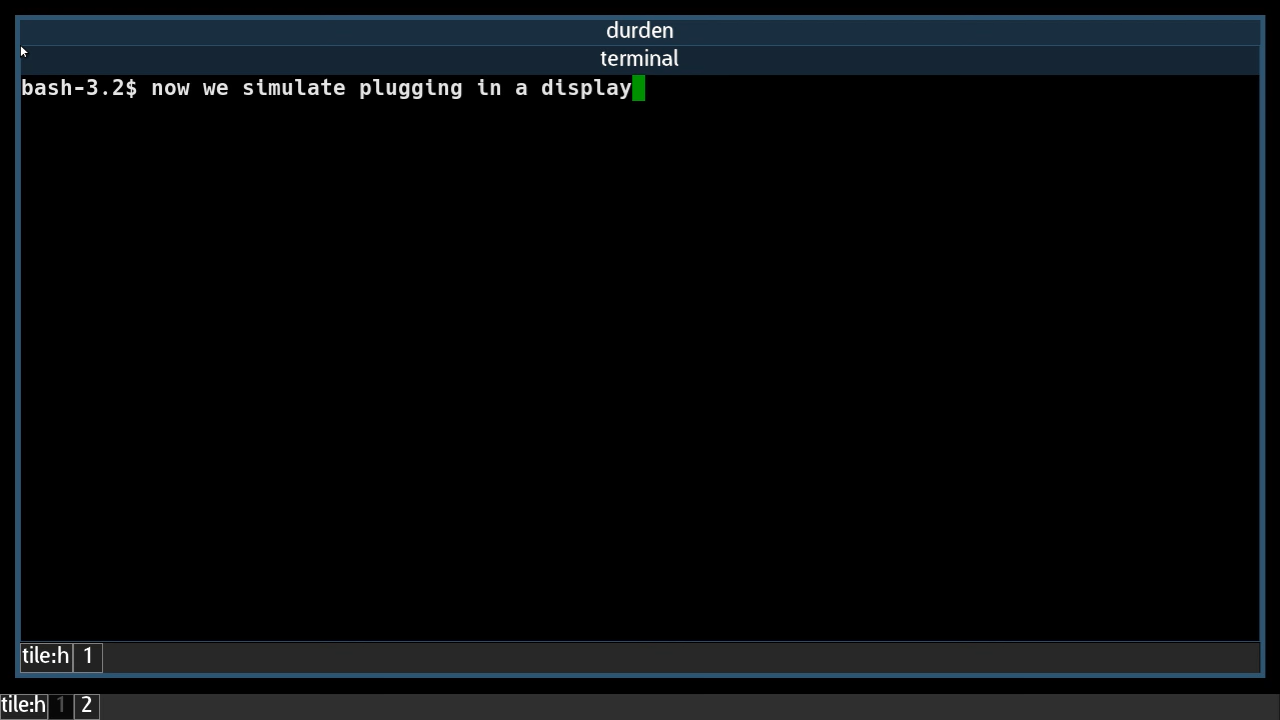 durden
terminal
bash-3.2$ now we simulate plugging in a display
tile:h 1
tile:h 1 2